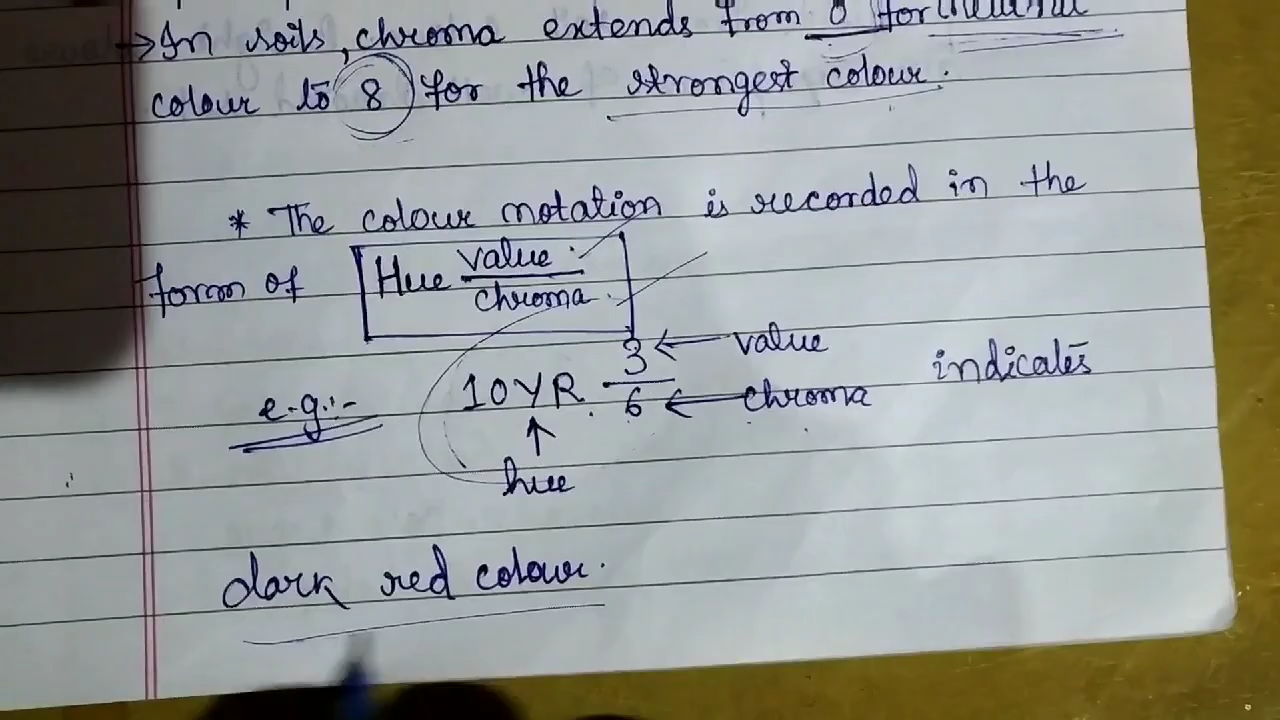 → In soils, chroma extends from 0 for neutral
colour to 8 for the strongest colour.
* The colour notation is recorded in the
form of Hue value/chroma
e.g:- 10YR 3/6 ← value ← chroma indicates
↑
hue
dark red colour.